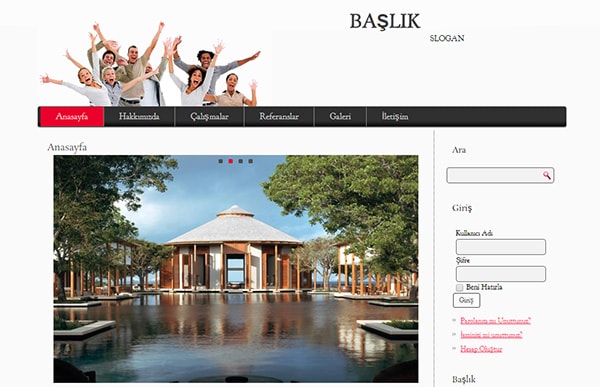 BAŞLIK
SLOGAN
Anasayfa
Hakkımında
Çalışmalar
Referanslar
Galeri
İletişim
Anasayfa
Ara
Giriş
Kullanıcı Adı
Şifre
Beni Hatırla
Giriş
Parolanızı mı Unuttunuz?
İsminizi mi unuttunuz?
Hesap Oluştur
Başlık